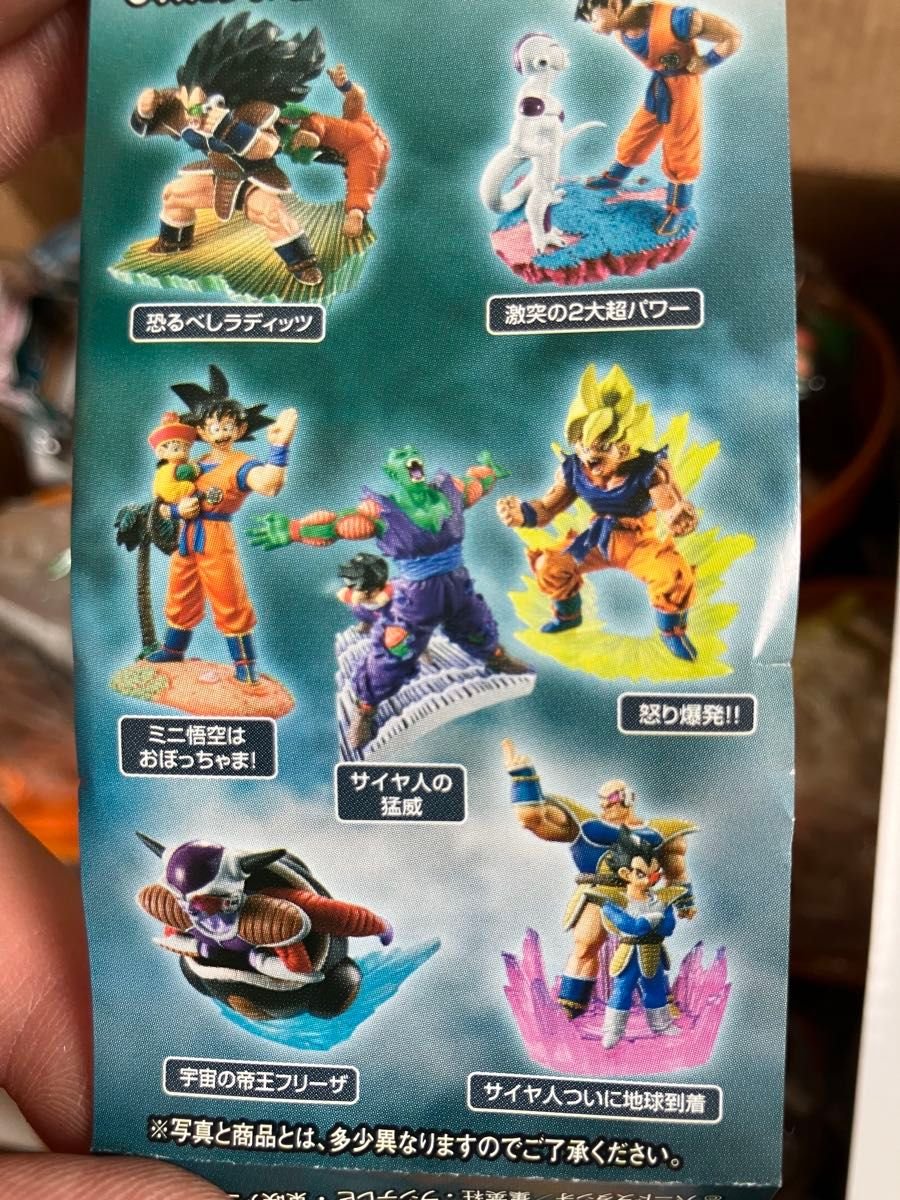 恐るべしラディッツ
激突の2大超パワー
ミニ悟空は
おぼっちゃま!
サイヤ人の
猛威
怒り爆発!!
宇宙の帝王フリーザ
サイヤ人ついに地球到着
※写真と商品とは、多少異なりますのでご了承ください。